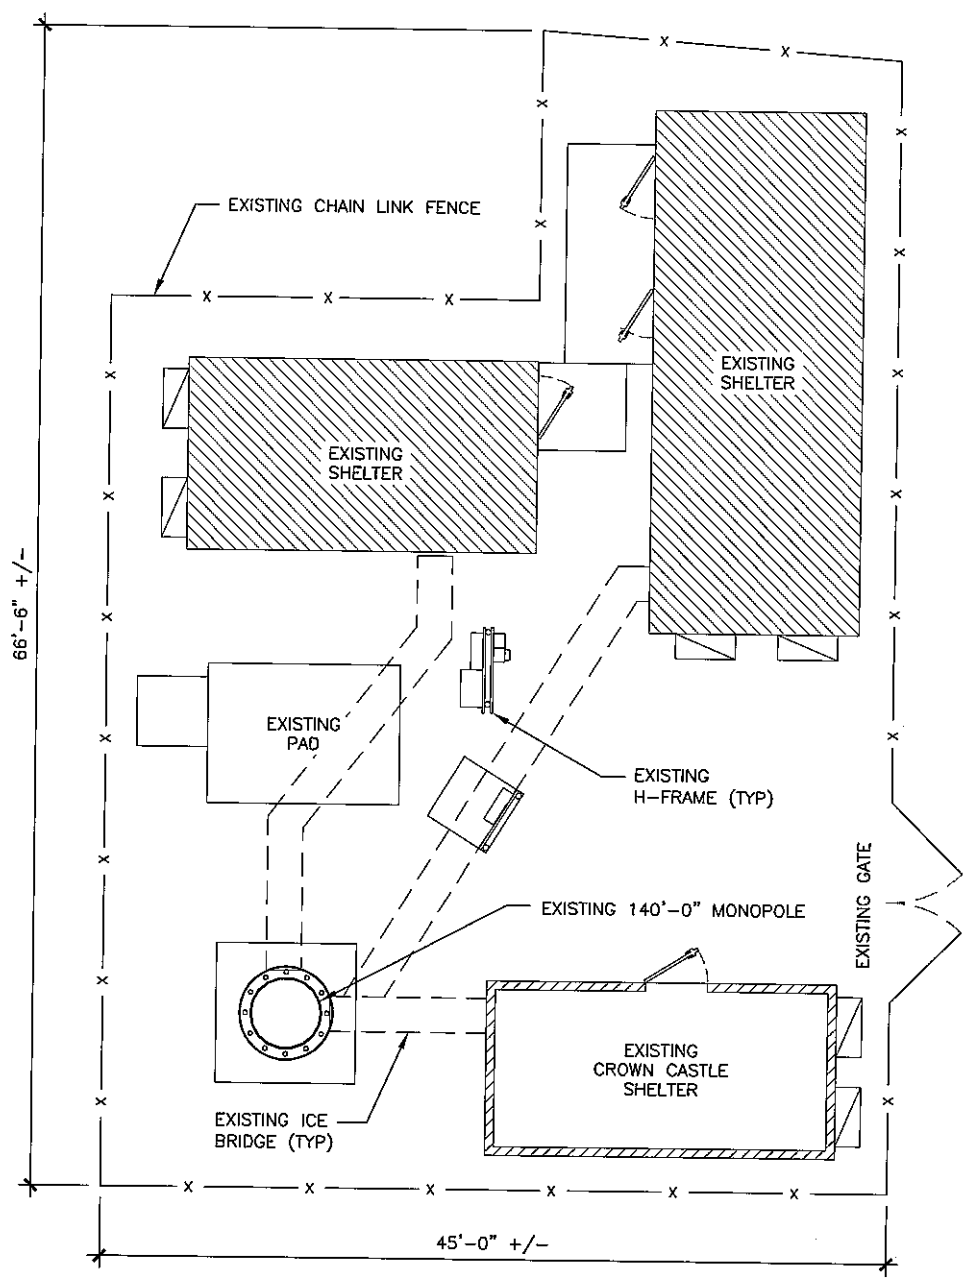 EXISTING CHAIN LINK FENCE
EXISTING
SHELTER
EXISTING
SHELTER
66'-6" +/-
EXISTING
PAD
EXISTING
H-FRAME (TYP)
EXISTING GATE
EXISTING 140'-0" MONOPOLE
EXISTING
CROWN CASTLE
SHELTER
EXISTING ICE
BRIDGE (TYP)
45'-0" +/-